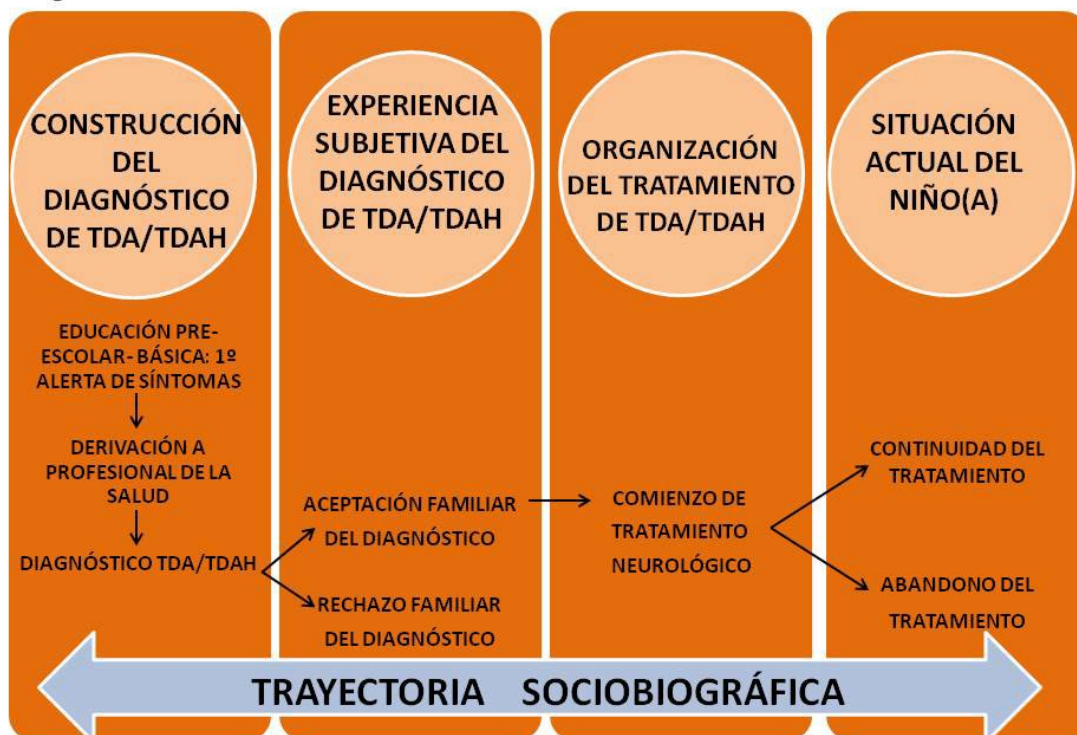 CONSTRUCCIÓN
DEL
DIAGNÓSTICO
DE TDA/TDAH
EDUCACIÓN PRE-
ESCOLAR- BÁSICA: 1º
ALERTA DE SÍNTOMAS
DERIVACIÓN A
PROFESIONAL DE LA
SALUD
DIAGNÓSTICO TDA/TDAH
EXPERIENCIA
SUBJETIVA DEL
DIAGNÓSTICO
DE TDA/TDAH
ACEPTACIÓN FAMILIAR
DEL DIAGNÓSTICO
RECHAZO FAMILIAR
DEL DIAGNÓSTICO
ORGANIZACIÓN
DEL TRATAMIENTO
DE TDA/TDAH
COMIENZO DE
TRATAMIENTO
NEUROLÓGICO
SITUACIÓN
ACTUAL DEL
NIÑO(A)
CONTINUIDAD DEL
TRATAMIENTO
ABANDONO DEL
TRATAMIENTO
TRAYECTORIA SOCIOBIOGRÁFICA